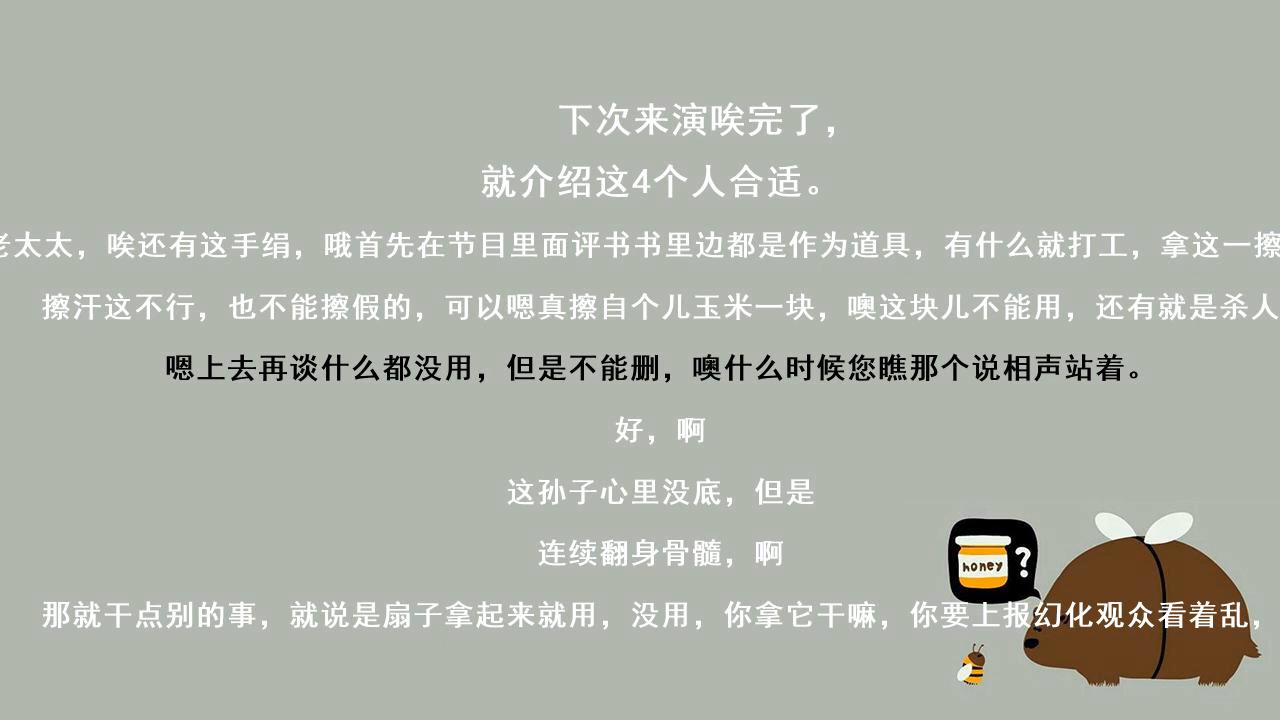 下次来演唉完了，
就介绍这4个人合适。
老太太，唉还有这手绢，哦首先在节目里面评书书里边都是作为道具，有什么就打工，拿这一擦
擦汗这不行，也不能擦假的，可以嗯真擦自个儿玉米一块，噢这块儿不能用，还有就是杀人
嗯上去再谈什么都没用，但是不能删，噢什么时候您瞧那个说相声站着。
好，啊
这孙子心里没底，但是
连续翻身骨髓，啊
honey?
那就干点别的事，就说是扇子拿起来就用，没用，你拿它干嘛，你要上报幻化观众看着乱，